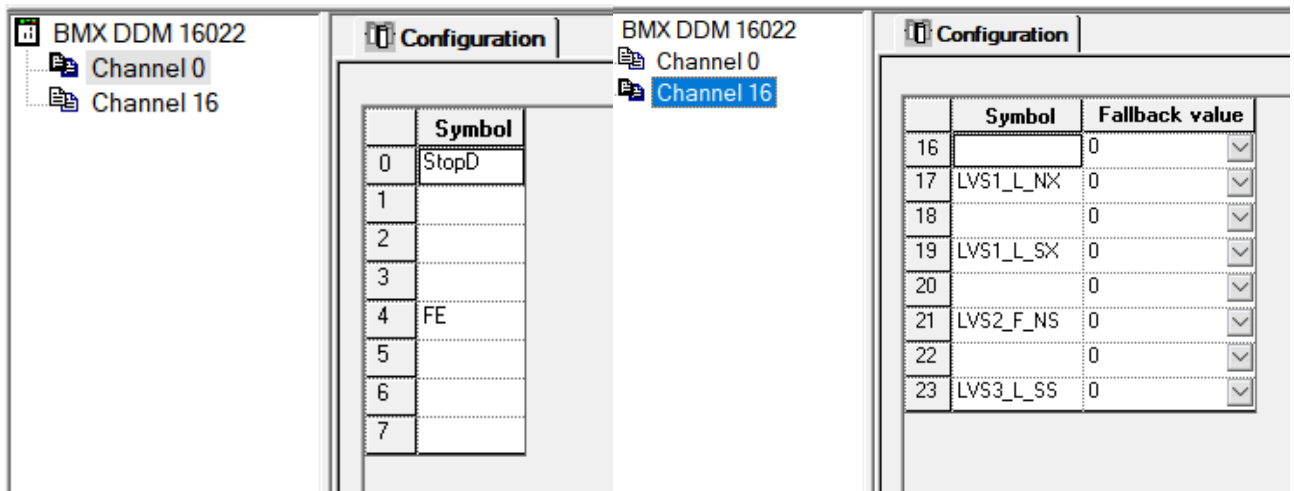 BMX DDM 16022
Channel 0
Channel 16
Configuration
Symbol
0 StopD
1
2
3
4 FE
5
6
7
BMX DDM 16022
Channel 0
Channel 16
Configuration
Symbol Fallback value
16 0
17 LVS1_L_NX 0
18 0
19 LVS1_L_SX 0
20 0
21 LVS2_F_NS 0
22 0
23 LVS3_L_SS 0